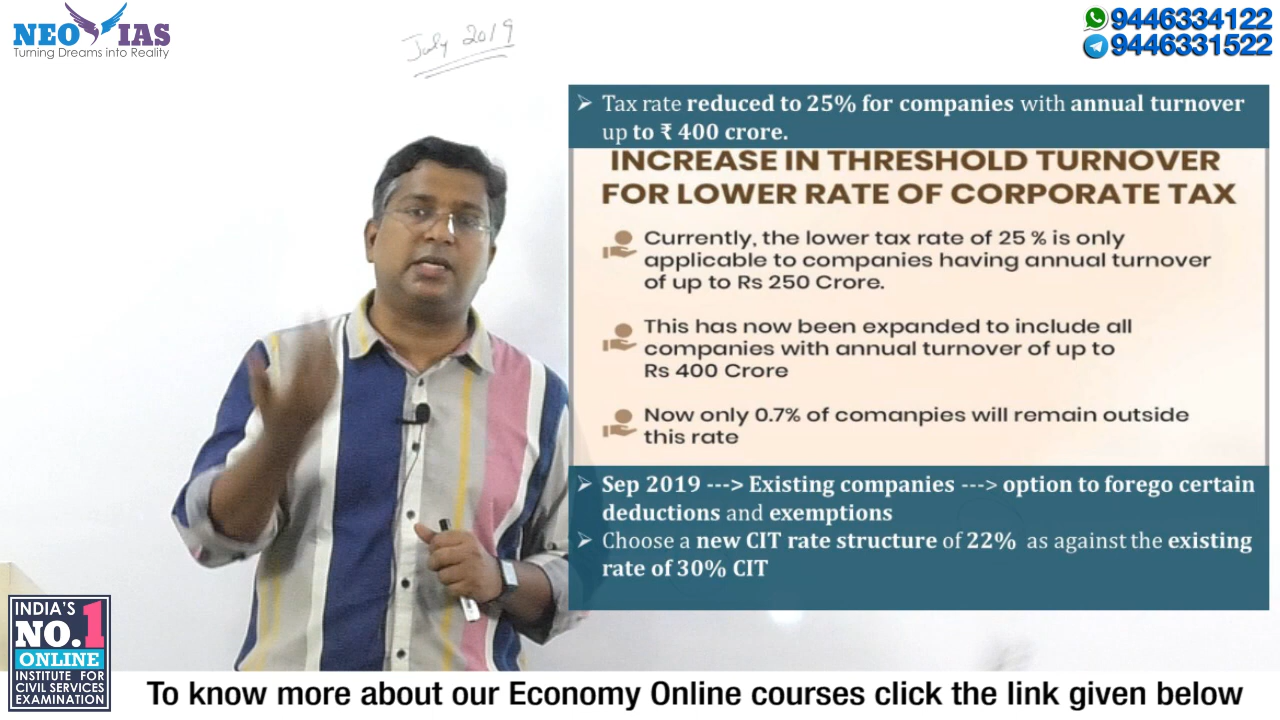 NEO IAS
Turning Dreams into Reality
July 2019
9446334122
9446331522
➢ Tax rate reduced to 25% for companies with annual turnover
up to ₹ 400 crore.
INCREASE IN THRESHOLD TURNOVER
FOR LOWER RATE OF CORPORATE TAX
Currently, the lower tax rate of 25 % is only
applicable to companies having annual turnover
of up to Rs 250 Crore.
This has now been expanded to include all
companies with annual turnover of up to
Rs 400 Crore
Now only 0.7% of comanpies will remain outside
this rate
➢ Sep 2019 ---> Existing companies ---> option to forego certain
deductions and exemptions
➢ Choose a new CIT rate structure of 22% as against the existing
rate of 30% CIT
INDIA'S
NO.1
ONLINE
INSTITUTE FOR
CIVIL SERVICES
EXAMINATION
To know more about our Economy Online courses click the link given below